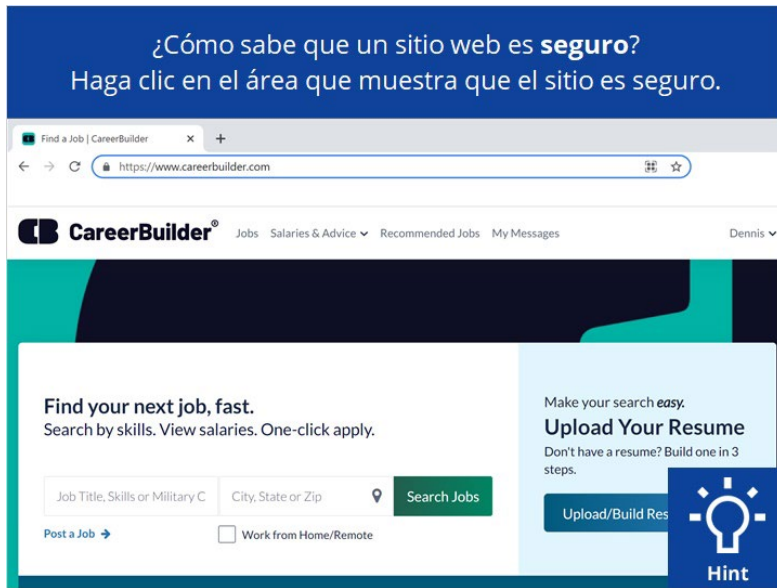 ¿Cómo sabe que un sitio web es seguro?
Haga clic en el área que muestra que el sitio es seguro.
Find a Job | CareerBuilder
https://www.careerbuilder.com
CareerBuilder®
Jobs Salaries & Advice Recommended Jobs My Messages Dennis
Find your next job, fast.
Search by skills. View salaries. One-click apply.
Job Title, Skills or Military C
City, State or Zip
Search Jobs
Post a Job
Work from Home/Remote
Make your search easy.
Upload Your Resume
Don't have a resume? Build one in 3
steps.
Upload/Build Res
Hint